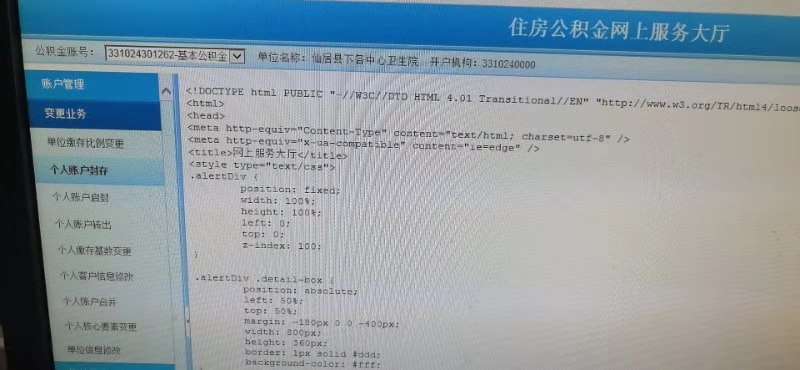 住房公积金网上服务大厅
公积金账号： 331024301262-基本公积金 单位名称：仙居县下各中心卫生院 开户机构：3310240000
账户管理
变更业务
单位缴存比例变更
个人账户封存
个人账户启封
个人账户转出
个人缴存基数变更
个人客户信息修改
个人账户合并
个人核心要素变更
单位信息修改
<!DOCTYPE html PUBLIC "-//W3C//DTD HTML 4.01 Transitional//EN" "http://www.w3.org/TR/html4/loose
<html>
<head>
<meta http-equiv="Content-Type" content="text/html; charset=utf-8" />
<meta http-equiv="x-ua-compatible" content="ie=edge" />
<title>网上服务大厅</title>
<style type="text/css">
.alertDiv {
position: fixed;
width: 100%;
height: 100%;
left: 0;
top: 0;
z-index: 100;
}
.alertDiv .detail-box {
position: absolute;
left: 50%;
top: 50%;
margin: -180px 0 0 -400px;
width: 800px;
height: 360px;
border: 1px solid #ddd;
background-color: #fff;